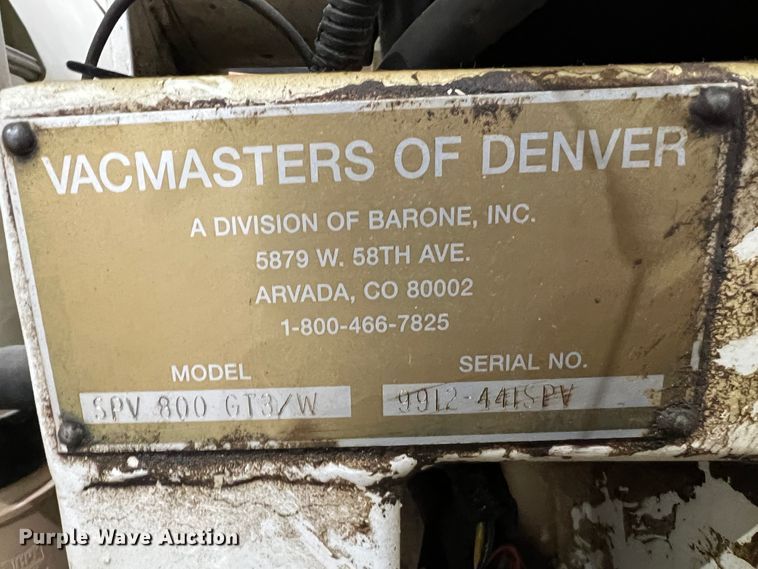 VACMASTERS OF DENVER
A DIVISION OF BARONE, INC.
5879 W. 58TH AVE.
ARVADA, CO 80002
1-800-466-7825
MODEL SERIAL NO.
SPV 800 GT3/W 9912-441SPV
Purple Wave Auction